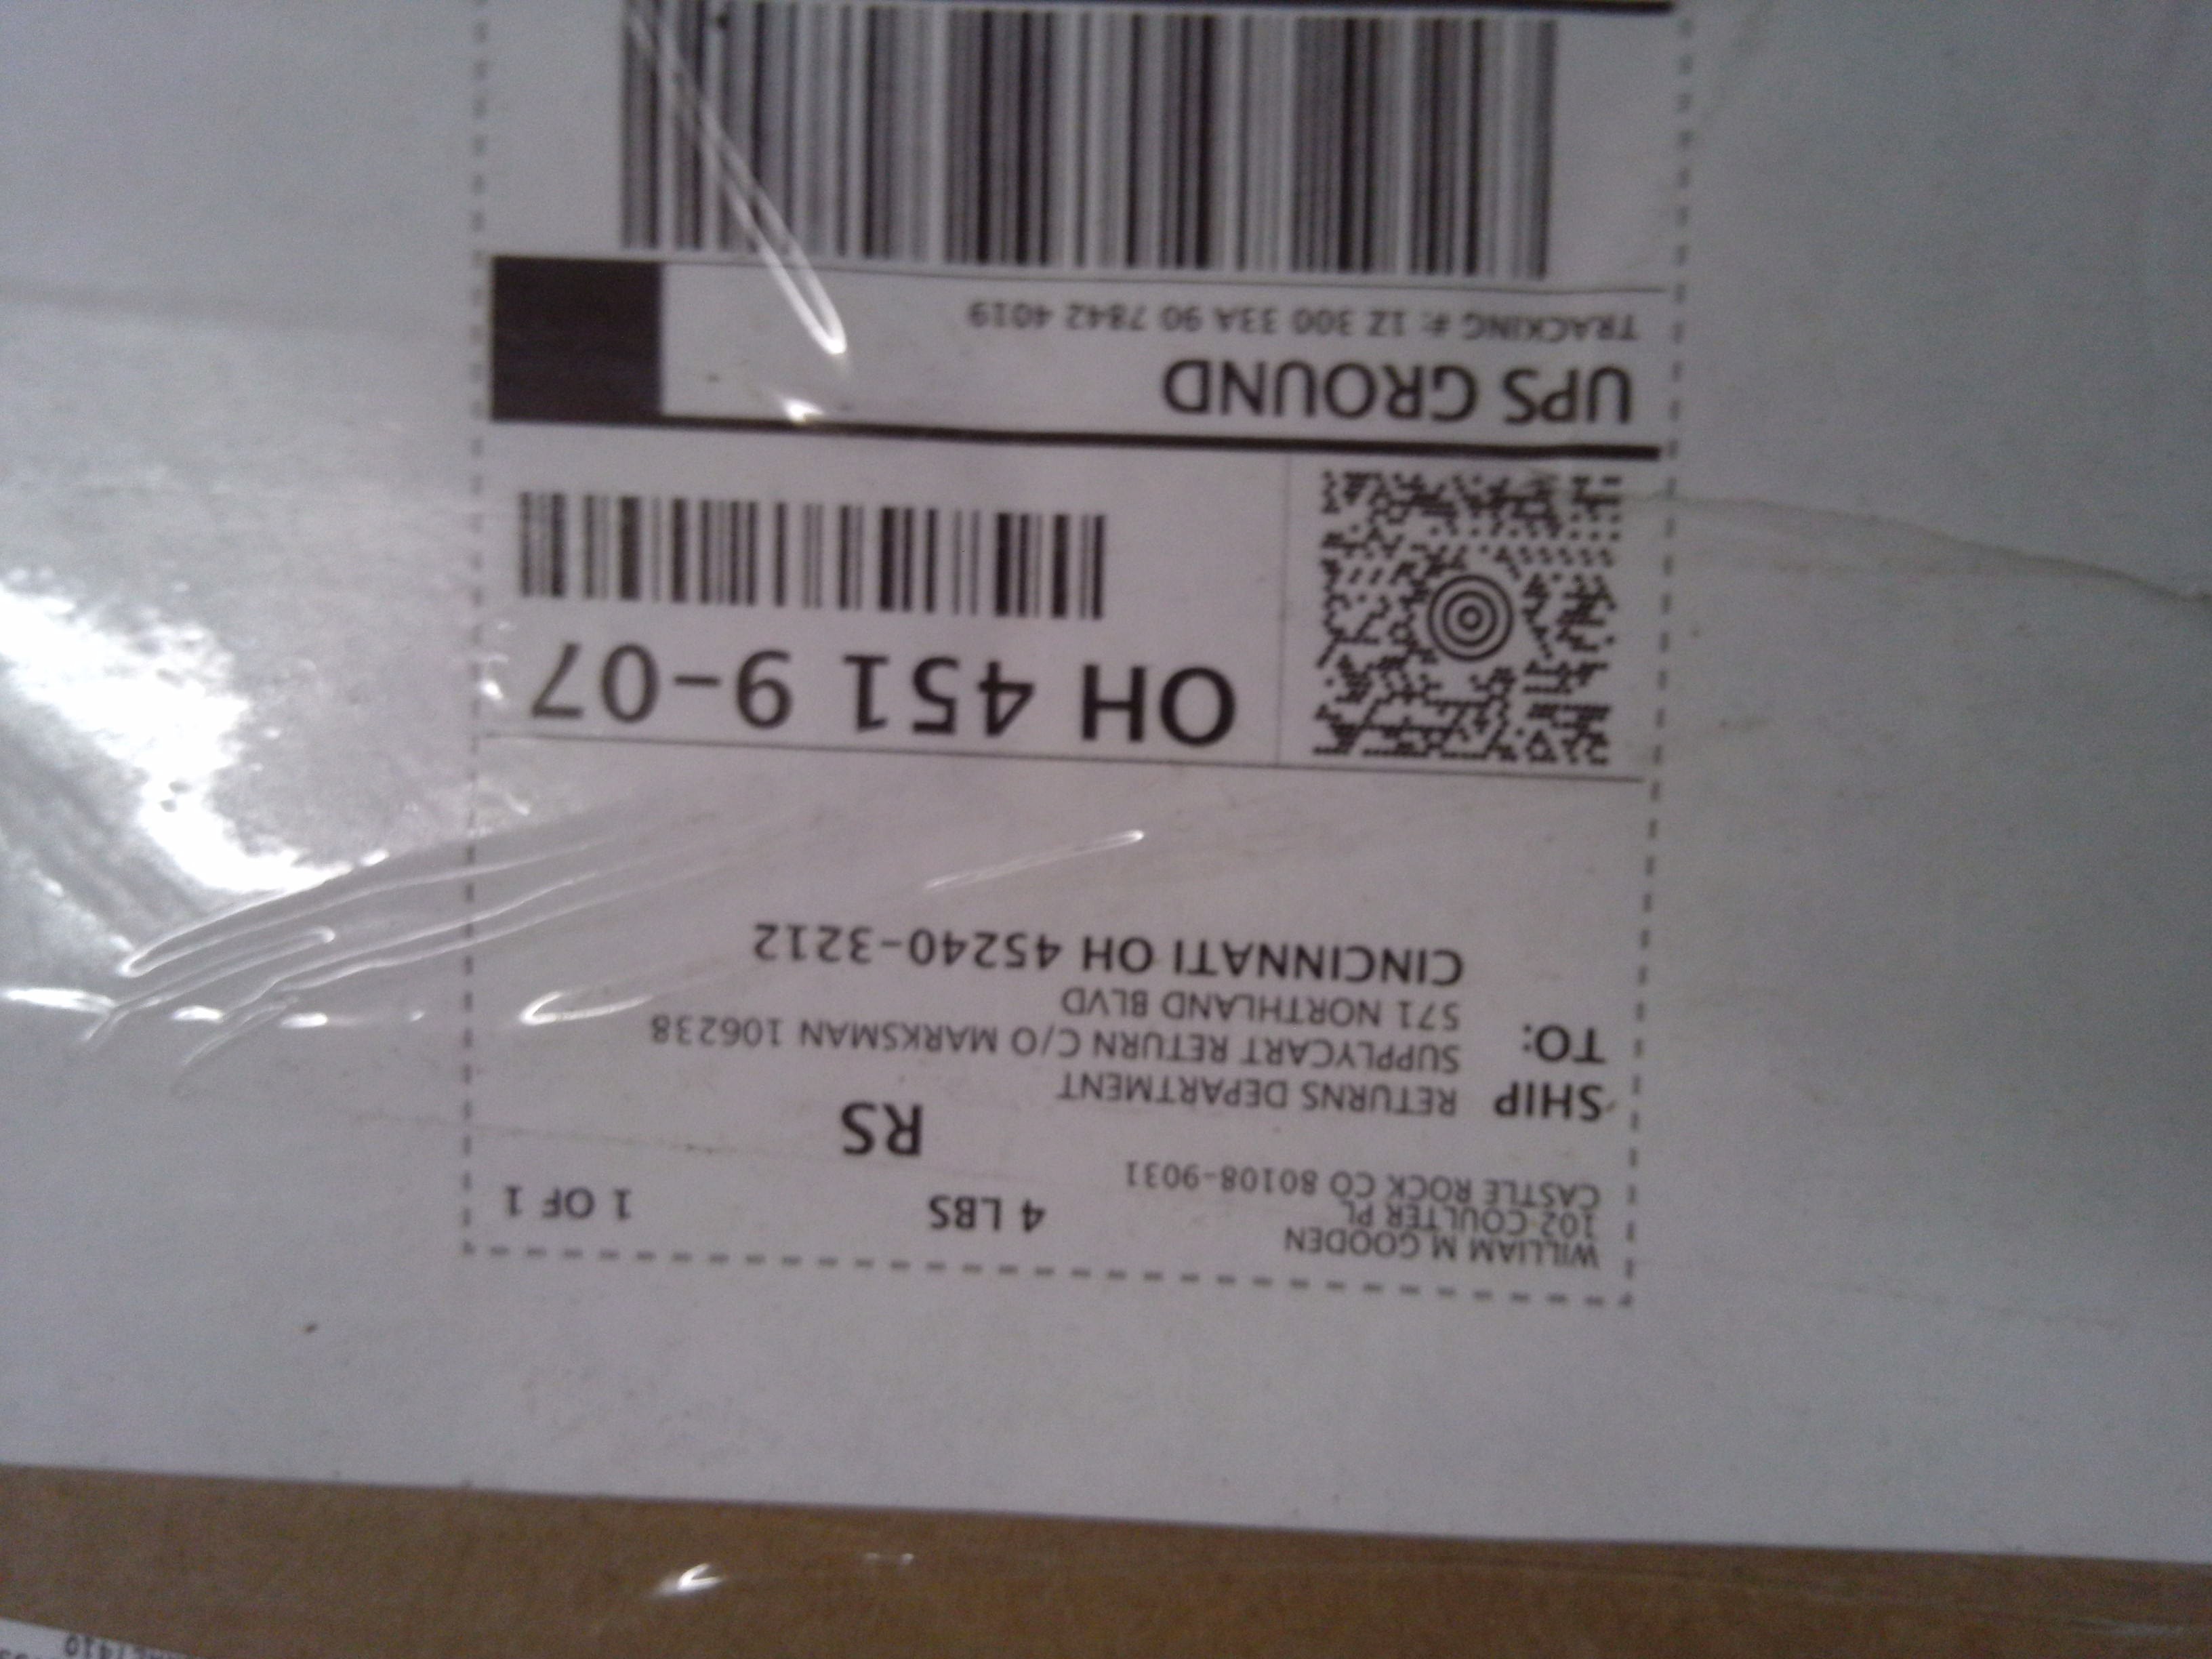 WILLIAM M GOODEN
102 COULTER PL
CASTLE ROCK CO 80108-9031
4 LBS
1 OF 1
RS
SHIP TO:
RETURNS DEPARTMENT
SUPPLYCART RETURN C/O MARKSMAN 106238
571 NORTHLAND BLVD
CINCINNATI OH 45240-3212
OH 451 9-07
UPS GROUND
TRACKING #: 1Z 300 33A 90 7842 4019